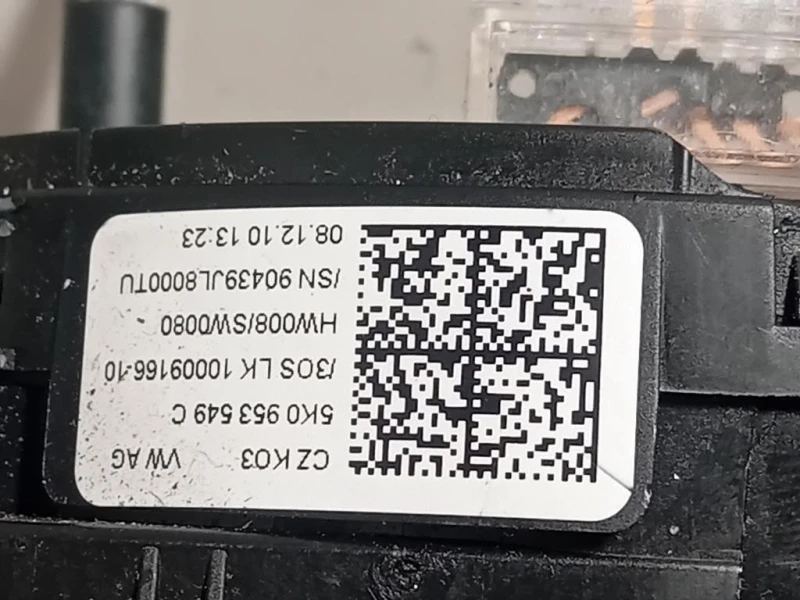 CZ K03 VW AG
5K0 953 549 C
/3OS LK 10009166-10
HW008/SW0080
/SN 90439JL8000TU
08.12.10 13:23